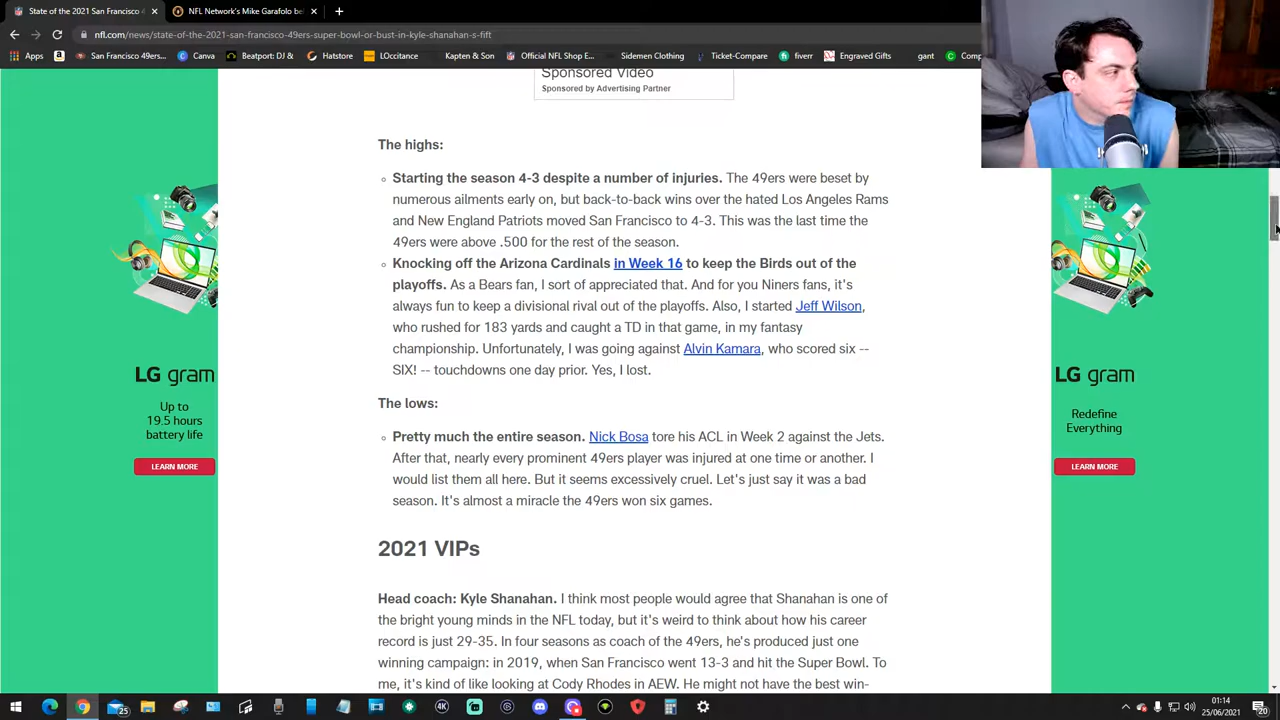 State of the 2021 San Francisco 4
NFL Network's Mike Garafolo bel
nfl.com/news/state-of-the-2021-san-francisco-49ers-super-bowl-or-bust-in-kyle-shanahan-s-fift
Apps
San Francisco 49ers...
Canva
Beatport: DJ &
Hatstore
LOccitance
Kapten & Son
Official NFL Shop E...
Sidemen Clothing
Ticket-Compare
fiverr
Engraved Gifts
gant
Comp
Sponsored Video
Sponsored by Advertising Partner
The highs:
Starting the season 4-3 despite a number of injuries. The 49ers were beset by
numerous ailments early on, but back-to-back wins over the hated Los Angeles Rams
and New England Patriots moved San Francisco to 4-3. This was the last time the
49ers were above .500 for the rest of the season.
Knocking off the Arizona Cardinals in Week 16 to keep the Birds out of the
playoffs. As a Bears fan, I sort of appreciated that. And for you Niners fans, it's
always fun to keep a divisional rival out of the playoffs. Also, I started Jeff Wilson,
who rushed for 183 yards and caught a TD in that game, in my fantasy
championship. Unfortunately, I was going against Alvin Kamara, who scored six --
SIX! -- touchdowns one day prior. Yes, I lost.
The lows:
Pretty much the entire season. Nick Bosa tore his ACL in Week 2 against the Jets.
After that, nearly every prominent 49ers player was injured at one time or another. I
would list them all here. But it seems excessively cruel. Let's just say it was a bad
season. It's almost a miracle the 49ers won six games.
2021 VIPs
Head coach: Kyle Shanahan. I think most people would agree that Shanahan is one of
the bright young minds in the NFL today, but it's weird to think about how his career
record is just 29-35. In four seasons as coach of the 49ers, he's produced just one
winning campaign: in 2019, when San Francisco went 13-3 and hit the Super Bowl. To
me, it's kind of like looking at Cody Rhodes in AEW. He might not have the best win-
LG gram
Up to
19.5 hours
battery life
LEARN MORE
LG gram
Redefine
Everything
LEARN MORE
25
4K
01:14
25/06/2021
20